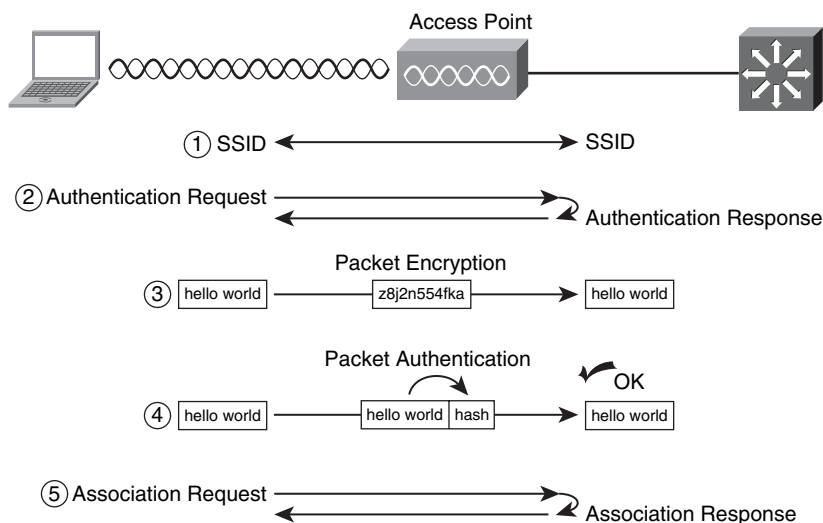 Access Point
① SSID SSID
② Authentication Request
Authentication Response
Packet Encryption
③ hello world z8j2n554fka hello world
Packet Authentication
OK
④ hello world hello world hash hello world
⑤ Association Request
Association Response